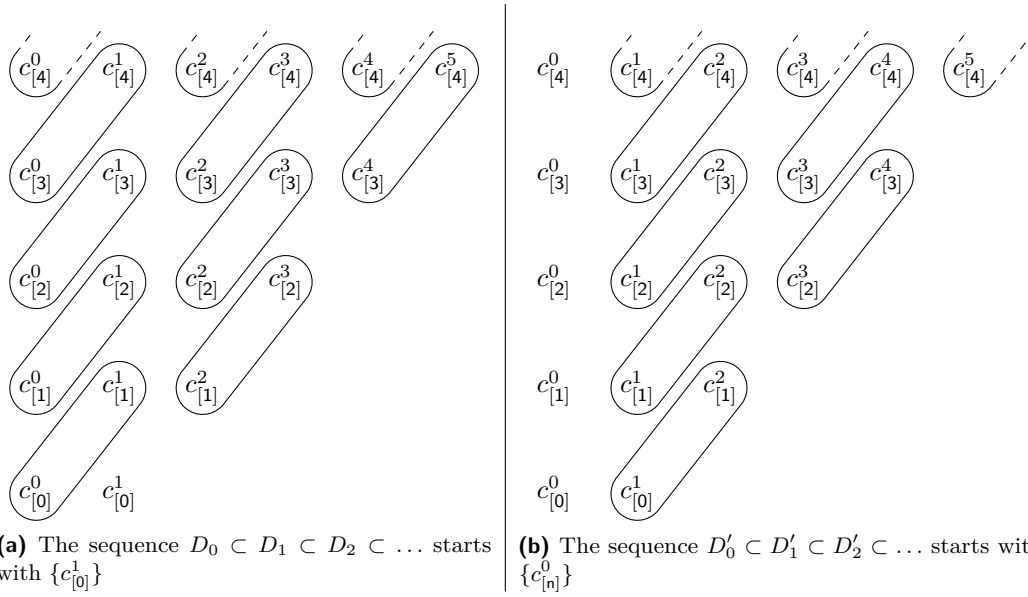 c^0_{[4]} c^1_{[4]} c^2_{[4]} c^3_{[4]} c^4_{[4]} c^5_{[4]}
c^0_{[3]} c^1_{[3]} c^2_{[3]} c^3_{[3]} c^4_{[3]}
c^0_{[2]} c^1_{[2]} c^2_{[2]} c^3_{[2]}
c^0_{[1]} c^1_{[1]} c^2_{[1]}
c^0_{[0]} c^1_{[0]}
(a) The sequence D_0 ⊂ D_1 ⊂ D_2 ⊂ … starts
with {c^1_{[0]}}
c^0_{[4]} c^1_{[4]} c^2_{[4]} c^3_{[4]} c^4_{[4]} c^5_{[4]}
c^0_{[3]} c^1_{[3]} c^2_{[3]} c^3_{[3]} c^4_{[3]}
c^0_{[2]} c^1_{[2]} c^2_{[2]} c^3_{[2]}
c^0_{[1]} c^1_{[1]} c^2_{[1]}
c^0_{[0]} c^1_{[0]}
(b) The sequence D'_0 ⊂ D'_1 ⊂ D'_2 ⊂ … starts wit
{c^0_{[n]}}